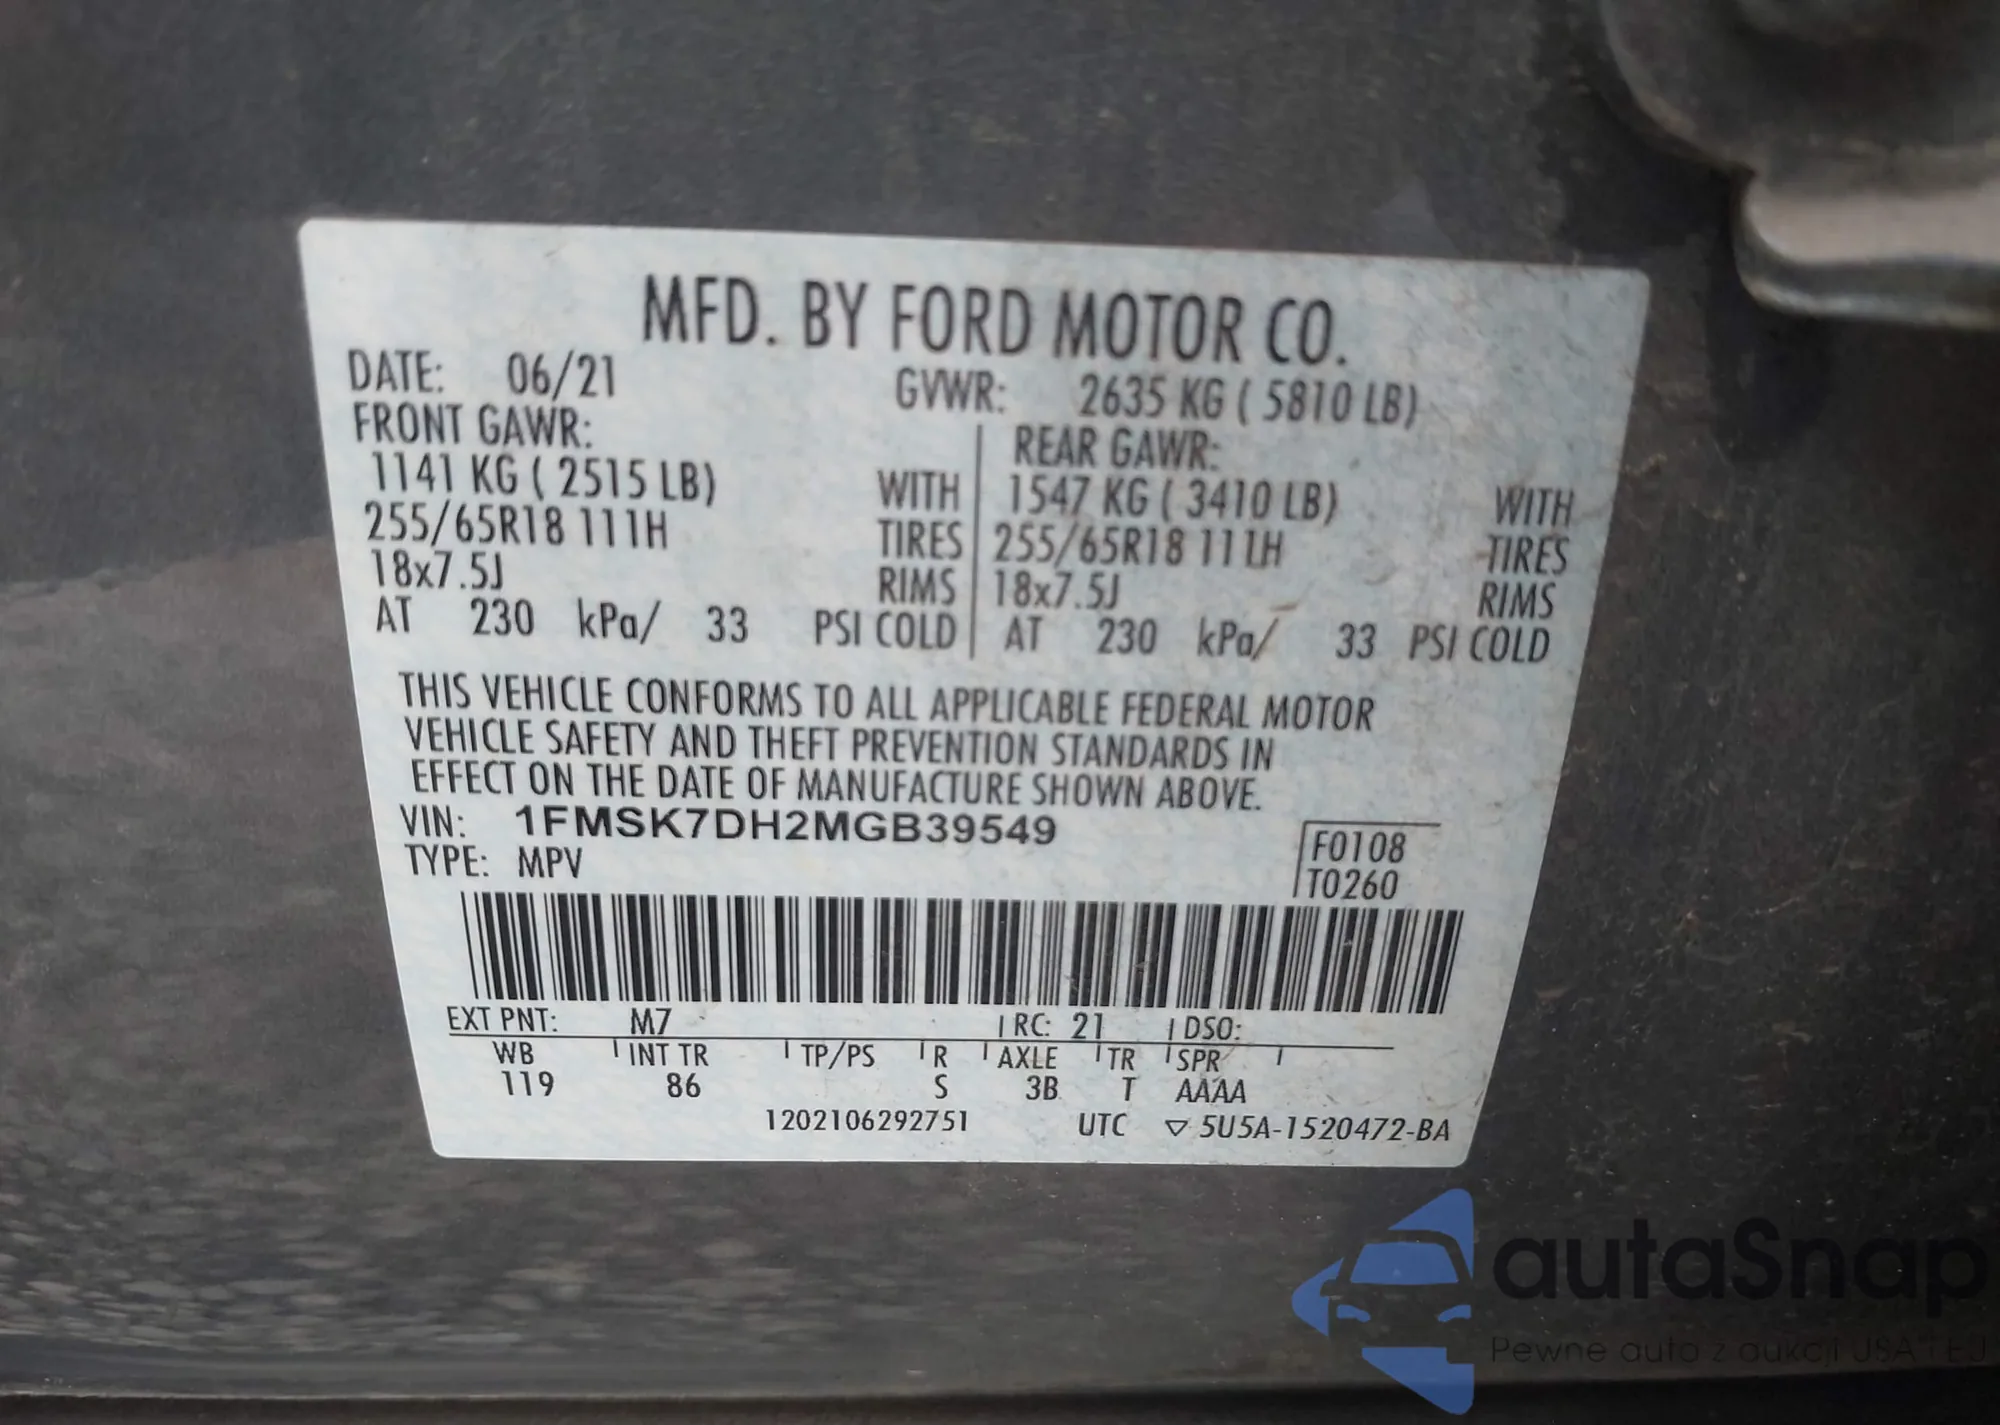 MFD. BY FORD MOTOR CO.
DATE: 06/21 GVWR: 2635 KG ( 5810 LB)
FRONT GAWR: REAR GAWR:
1141 KG ( 2515 LB) WITH 1547 KG ( 3410 LB) WITH
255/65R18 111H TIRES 255/65R18 111H TIRES
18x7.5J RIMS 18x7.5J RIMS
AT 230 kPa/ 33 PSI COLD AT 230 kPa/ 33 PSI COLD
THIS VEHICLE CONFORMS TO ALL APPLICABLE FEDERAL MOTOR
VEHICLE SAFETY AND THEFT PREVENTION STANDARDS IN
EFFECT ON THE DATE OF MANUFACTURE SHOWN ABOVE.
VIN: 1FMSK7DH2MGB39549
TYPE: MPV
F0108
T0260
EXT PNT: M7 RC: 21 DSO:
WB INT TR TP/PS R AXLE TR SPR
119 86 S 3B T AAAA
1202106292751 UTC ▽ 5U5A-1520472-BA
autaSnap
Pewne auto z aukcji USA i EU